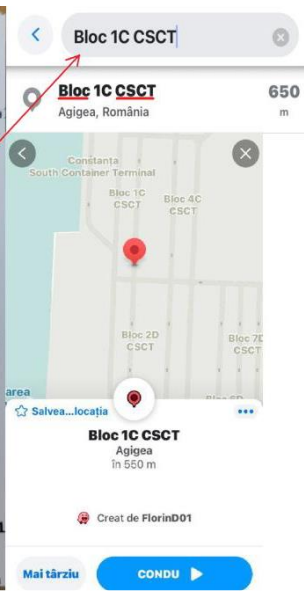 Bloc 1C CSCT
Bloc 1C CSCT
650
Agigea, România
m
Constanta
South Container Terminal
Bloc 1C
CSCT
Bloc 4C
CSCT
Bloc 2D
CSCT
Bloc 7D
CSCT
area
Salvea...locația
Bloc 1C CSCT
Agigea
în 550 m
Creat de FlorinD01
Mai târziu
CONDU